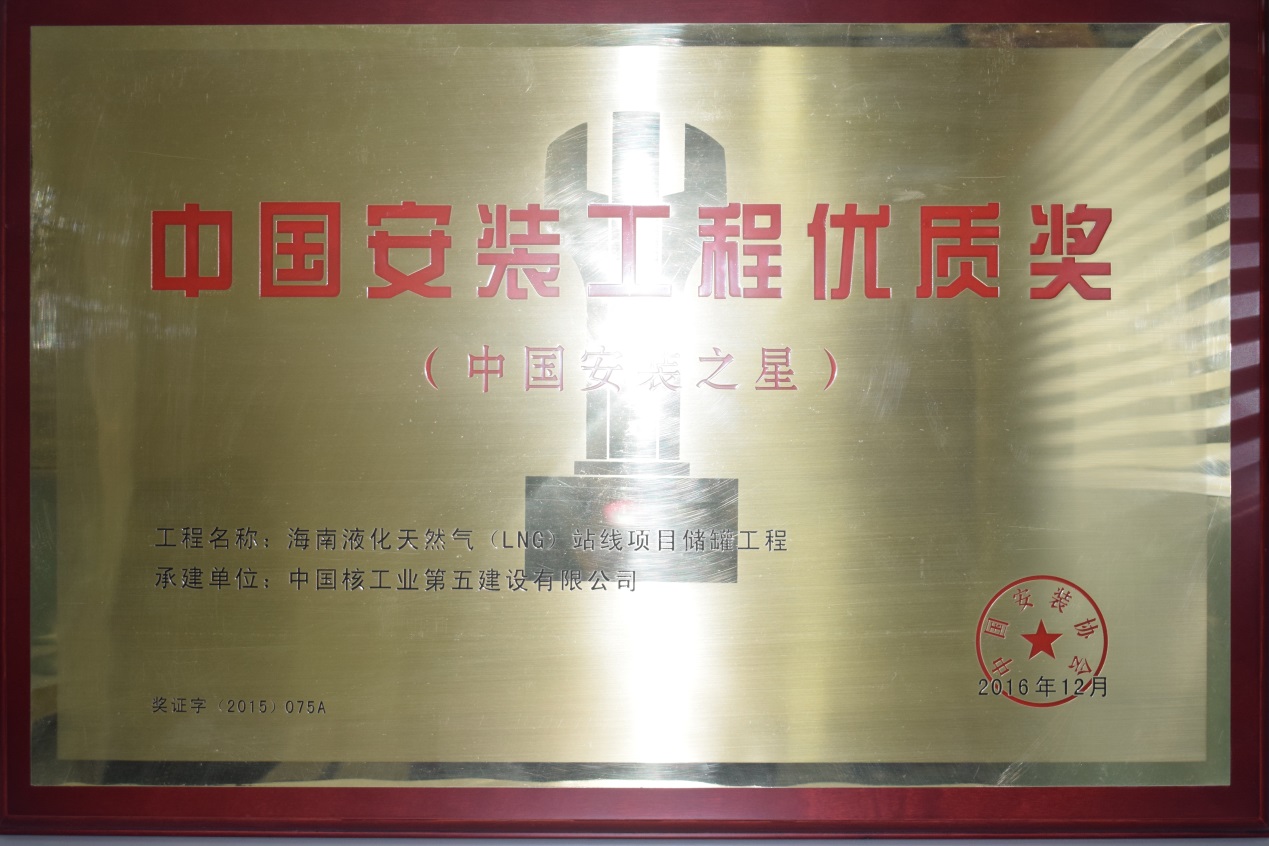 中国安装工程优质奖
(中国安装之星)
工程名称:海南液化天然气(LNG)站线项目储罐工程
承建单位:中国核工业第五建设有限公司
中国安装协会
2016年12月
奖证字(2015)075A